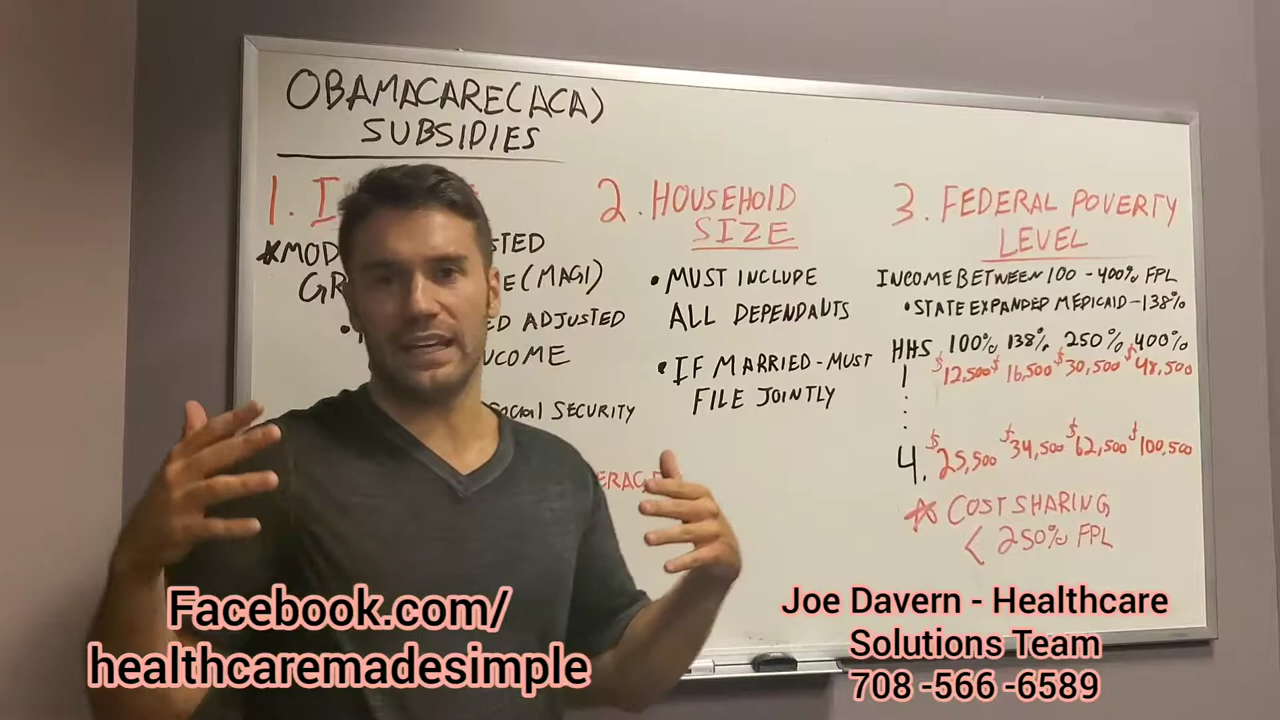 OBAMACARE(ACA)
SUBSIDIES
1. I
*MOD STED
GR E(MAGI)
ED ADJUSTED
COME
SOCIAL SECURITY
2. HOUSEHOLD
SIZE
• MUST INCLUDE
ALL DEPENDANTS
• IF MARRIED - MUST
FILE JOINTLY
3. FEDERAL POVERTY
LEVEL
INCOME BETWEEN 100 - 400% FPL
• STATE EXPANDED MEDICAID - 138%
HHS 100% 138% 250% 400%
1 $12,500 $16,500 $30,500 $48,500
4. $25,500 $34,500 $62,500 $100,500
* COST SHARING
< 250% FPL
Facebook.com/
healthcaremadesimple
Joe Davern - Healthcare
Solutions Team
708 -566 -6589